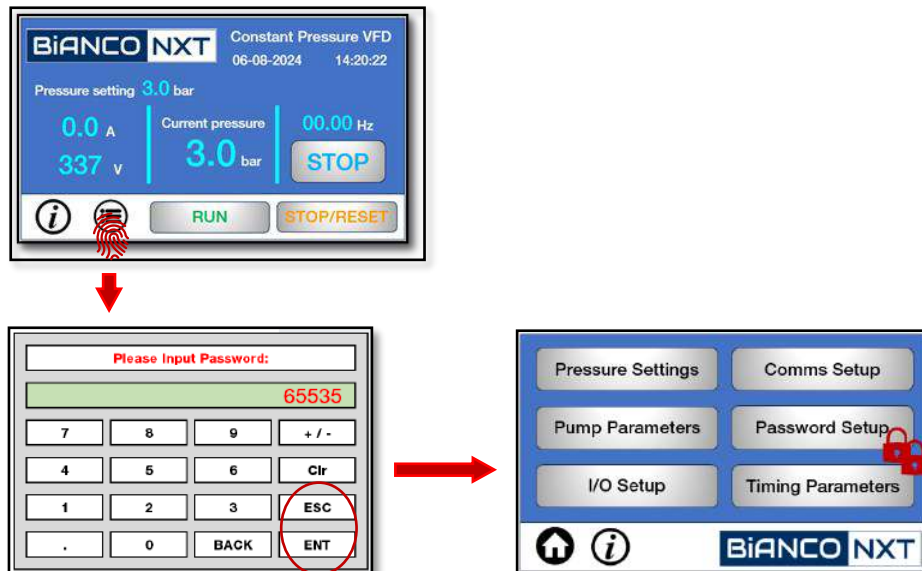 BiANCO NXT
Constant Pressure VFD
06-08-2024 14:20:22
Pressure setting 3.0 bar
0.0 A
337 V
Current pressure
3.0 bar
00.00 Hz
STOP
i
RUN
STOP/RESET
Please Input Password:
65535
7 8 9 + / -
4 5 6 Clr
1 2 3 ESC
. 0 BACK ENT
Pressure Settings
Comms Setup
Pump Parameters
Password Setup
I/O Setup
Timing Parameters
i
BiANCO NXT